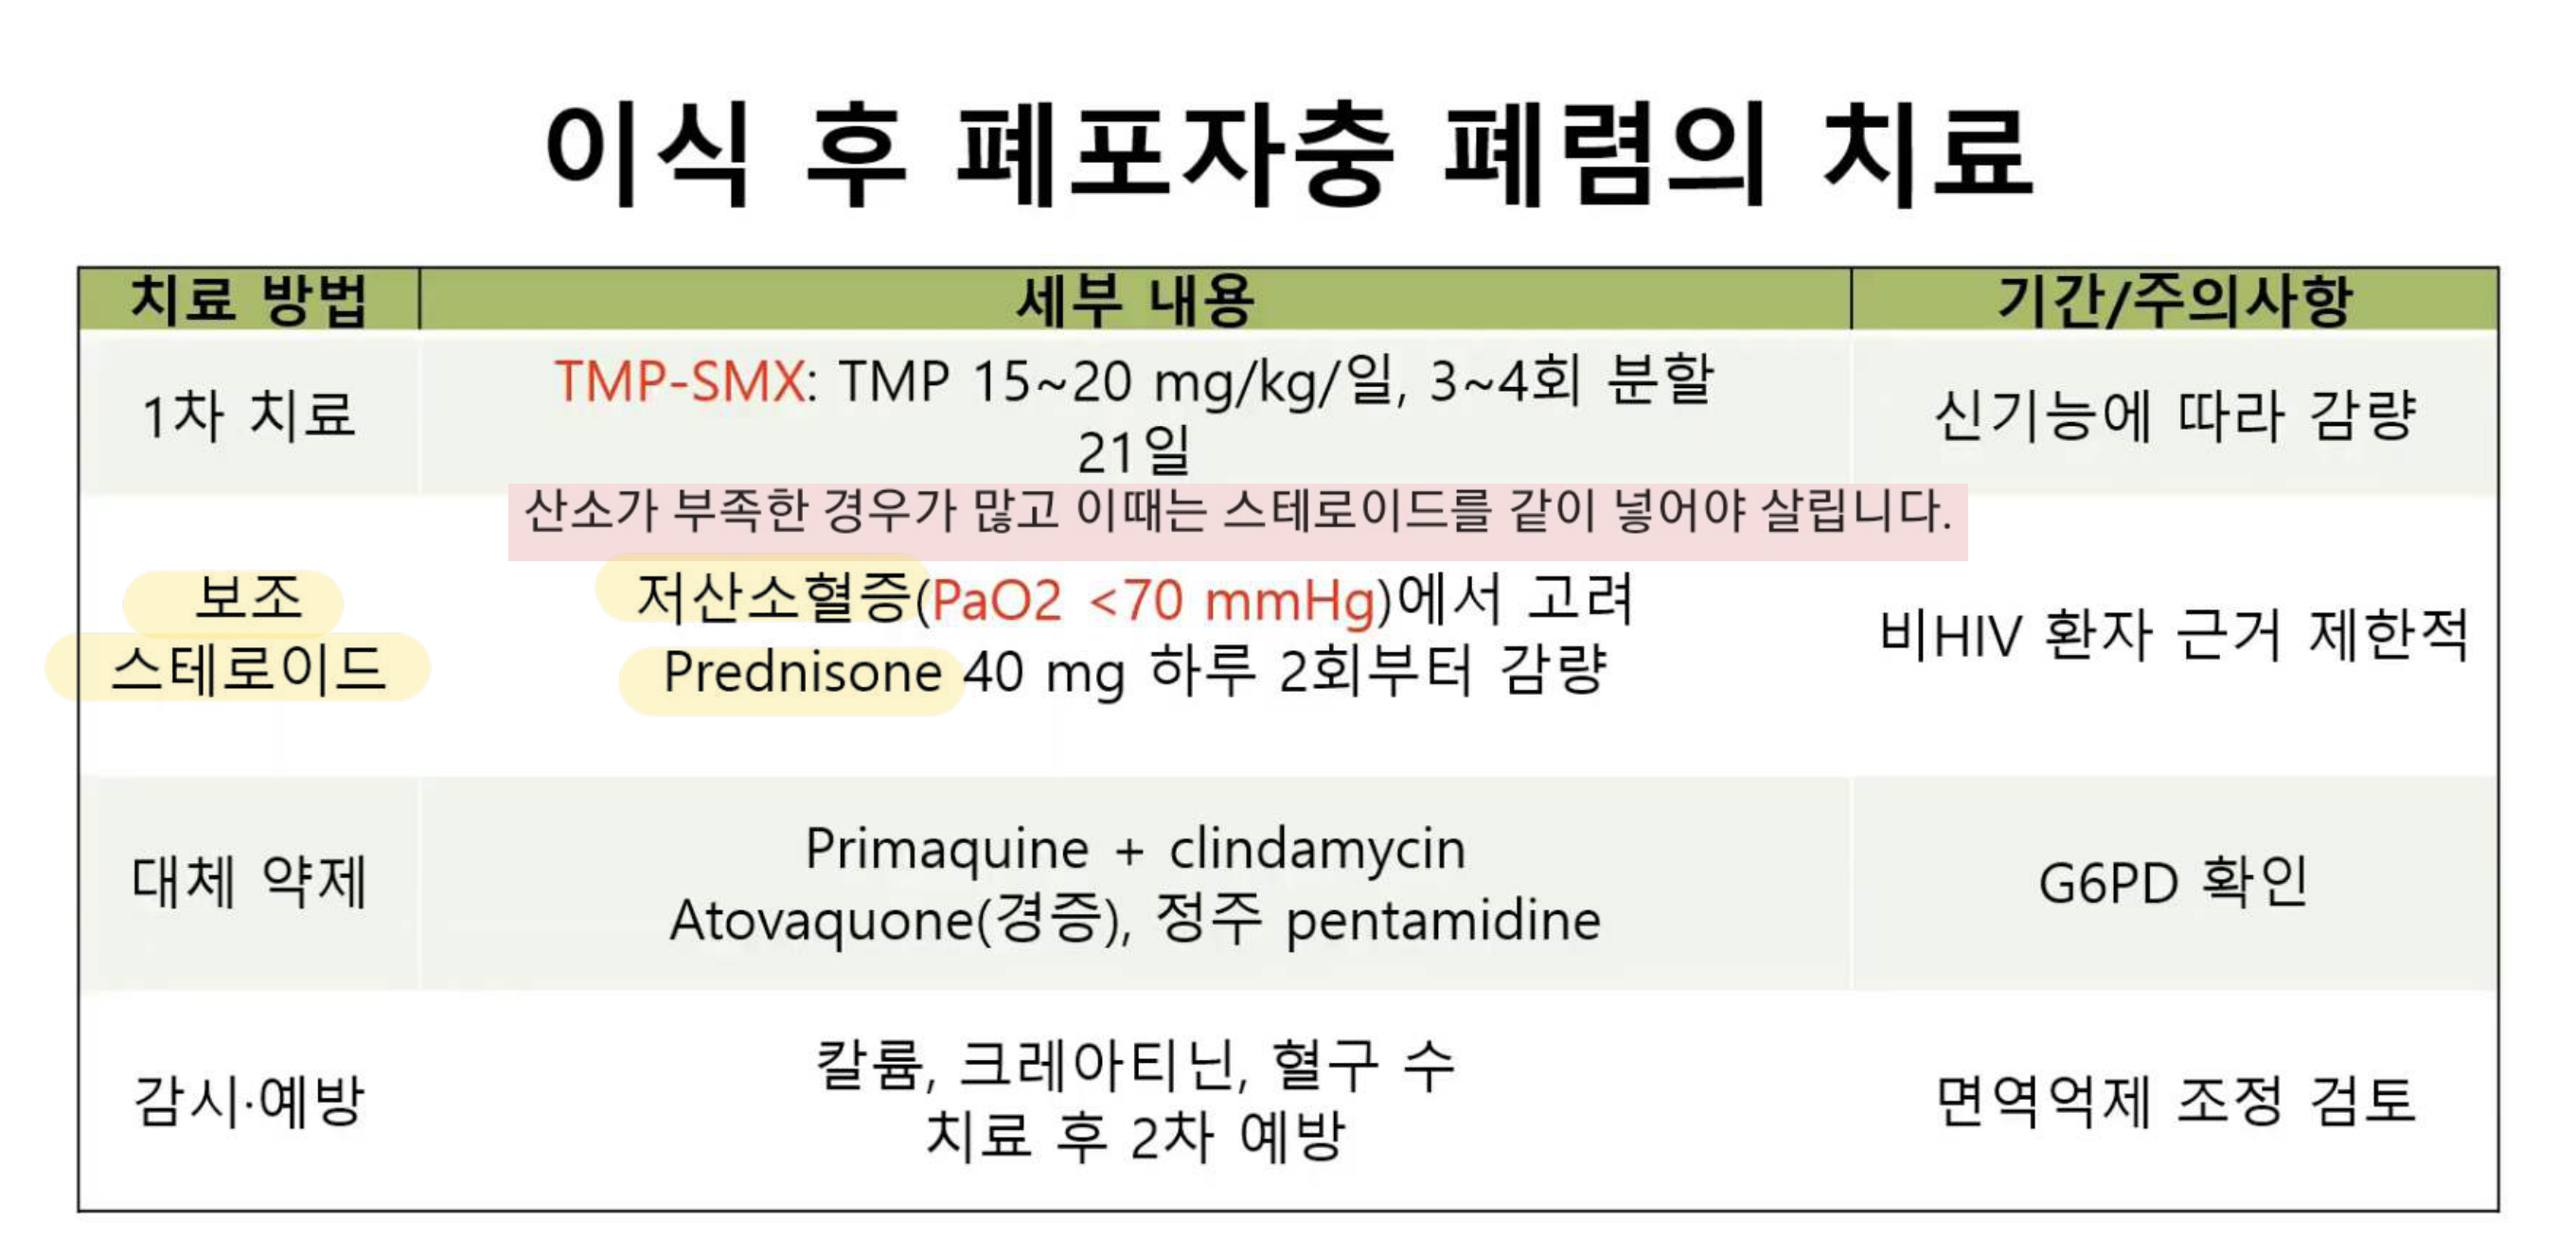 이식 후 폐포자충 폐렴의 치료
치료 방법
세부 내용
기간/주의사항
1차 치료
TMP-SMX: TMP 15~20 mg/kg/일, 3~4회 분할
21일
신기능에 따라 감량
산소가 부족한 경우가 많고 이때는 스테로이드를 같이 넣어야 살립니다.
보조
스테로이드
저산소혈증(PaO2 <70 mmHg)에서 고려
Prednisone 40 mg 하루 2회부터 감량
비HIV 환자 근거 제한적
대체 약제
Primaquine + clindamycin
Atovaquone(경증), 정주 pentamidine
G6PD 확인
감시·예방
칼륨, 크레아티닌, 혈구 수
치료 후 2차 예방
면역억제 조정 검토